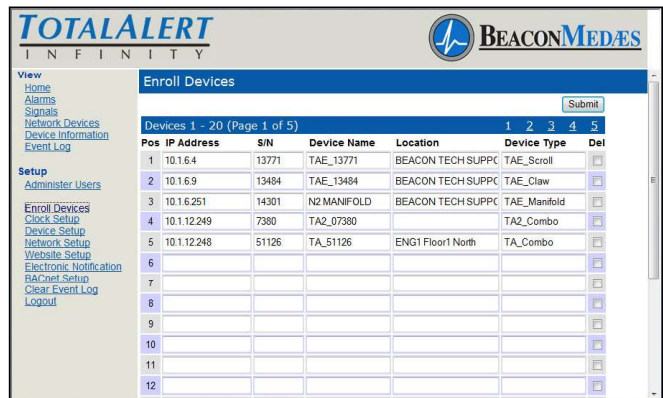 TOTALALERT
INFINITY
BEACONMEDÆS
View
Home
Alarms
Signals
Network Devices
Device Information
Event Log
Setup
Administer Users
Enroll Devices
Clock Setup
Device Setup
Network Setup
Website Setup
Electronic Notification
BACnet Setup
Clear Event Log
Logout
Enroll Devices
Submit
Devices 1 - 20 (Page 1 of 5) 1 2 3 4 5
Pos IP Address S/N Device Name Location Device Type Del
1 10.1.6.4 13771 TAE_13771 BEACON TECH SUPPC TAE_Scroll
2 10.1.6.9 13484 TAE_13484 BEACON TECH SUPPC TAE_Claw
3 10.1.6.251 14301 N2 MANIFOLD BEACON TECH SUPPC TAE_Manifold
4 10.1.12.249 7380 TA2_07380 TA2_Combo
5 10.1.12.248 51126 TA_51126 ENG1 Floor1 North TA_Combo
6
7
8
9
10
11
12